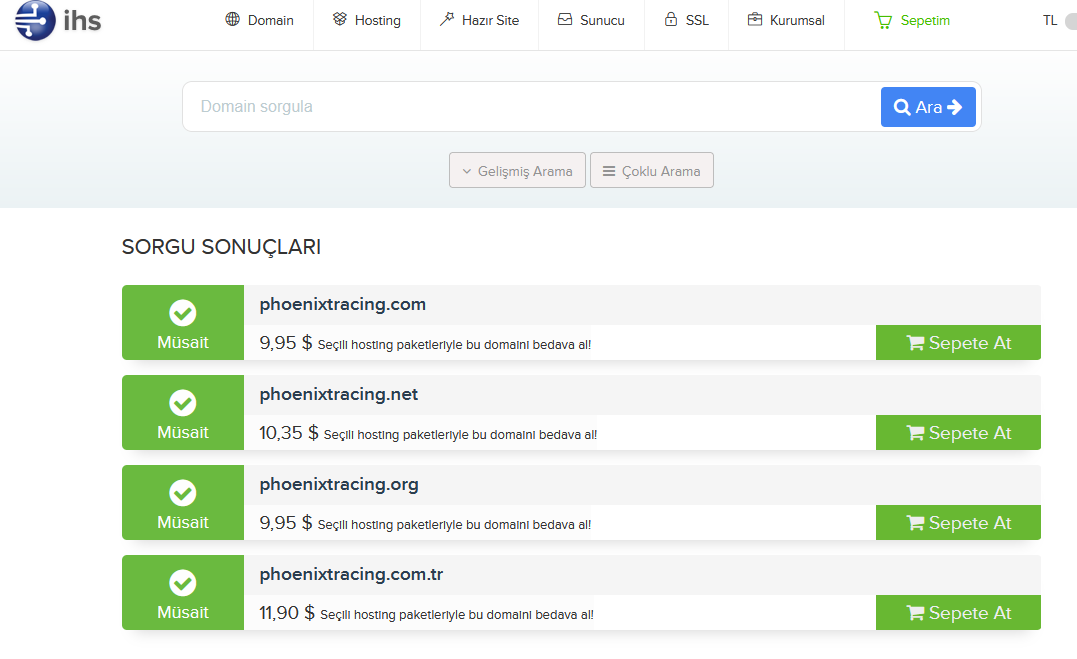 ihs
Domain
Hosting
Hazır Site
Sunucu
SSL
Kurumsal
Sepetim
TL
Domain sorgula
Ara
Gelişmiş Arama
Çoklu Arama
SORGU SONUÇLARI
Müsait
phoenixtracing.com
9,95 $ Seçili hosting paketleriyle bu domaini bedava al!
Sepete At
Müsait
phoenixtracing.net
10,35 $ Seçili hosting paketleriyle bu domaini bedava al!
Sepete At
Müsait
phoenixtracing.org
9,95 $ Seçili hosting paketleriyle bu domaini bedava al!
Sepete At
Müsait
phoenixtracing.com.tr
11,90 $ Seçili hosting paketleriyle bu domaini bedava al!
Sepete At